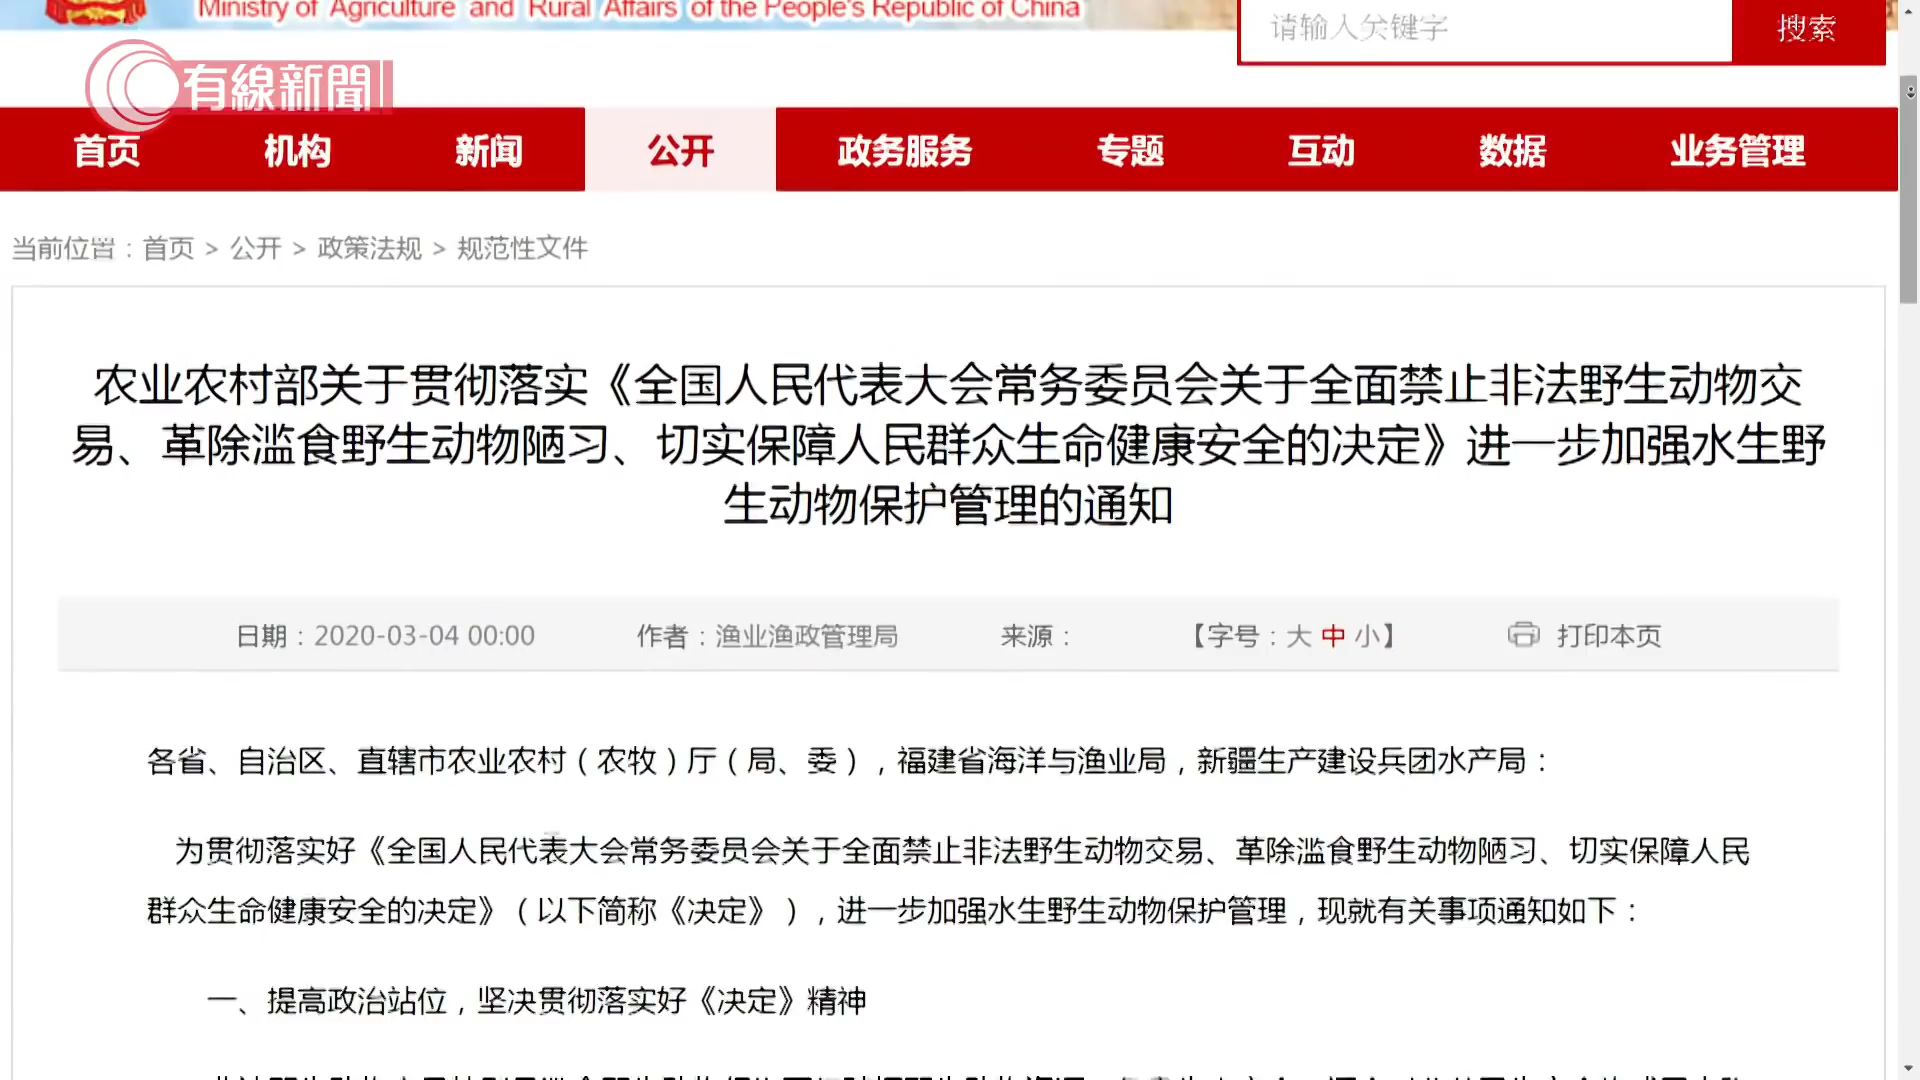 Ministry of Agriculture and Rural Affairs of the People's Republic of China
请输入关键字
搜索
有線新聞
首页 机构 新闻 公开 政务服务 专题 互动 数据 业务管理
当前位置：首页 > 公开 > 政策法规 > 规范性文件
农业农村部关于贯彻落实《全国人民代表大会常务委员会关于全面禁止非法野生动物交
易、革除滥食野生动物陋习、切实保障人民群众生命健康安全的决定》进一步加强水生野
生动物保护管理的通知
日期：2020-03-04 00:00 作者：渔业渔政管理局 来源： 【字号：大 中 小】 打印本页
各省、自治区、直辖市农业农村（农牧）厅（局、委），福建省海洋与渔业局，新疆生产建设兵团水产局：
为贯彻落实好《全国人民代表大会常务委员会关于全面禁止非法野生动物交易、革除滥食野生动物陋习、切实保障人民
群众生命健康安全的决定》（以下简称《决定》），进一步加强水生野生动物保护管理，现就有关事项通知如下：
一、提高政治站位，坚决贯彻落实好《决定》精神